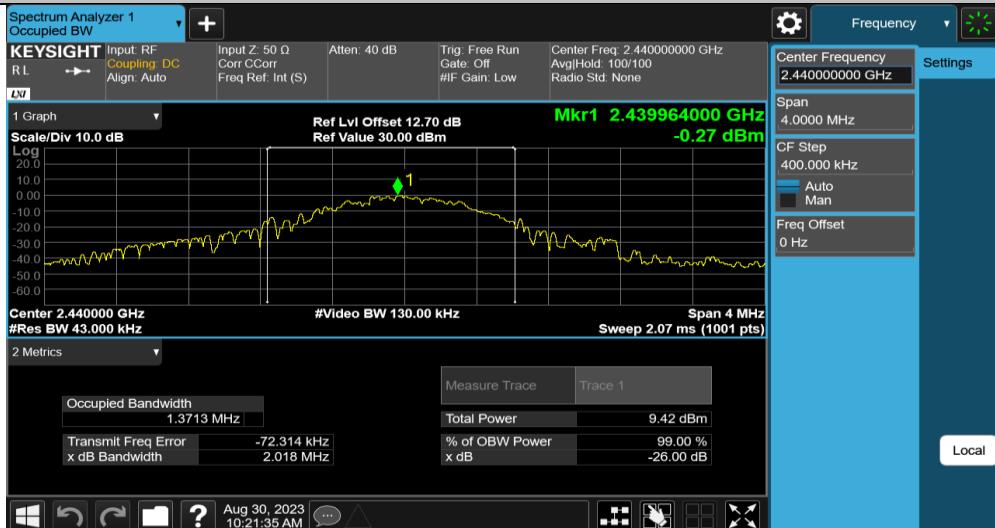 Spectrum Analyzer 1
Occupied BW
+
Frequency
KEYSIGHT
R L
LXI
Input: RF
Coupling: DC
Align: Auto
Input Z: 50 Ω
Corr CCorr
Freq Ref: Int (S)
Atten: 40 dB
Trig: Free Run
Gate: Off
#IF Gain: Low
Center Freq: 2.440000000 GHz
Avg|Hold: 100/100
Radio Std: None
Center Frequency
2.440000000 GHz
Settings
Span
4.0000 MHz
CF Step
400.000 kHz
Auto
Man
Freq Offset
0 Hz
1 Graph
Scale/Div 10.0 dB
Ref Lvl Offset 12.70 dB
Ref Value 30.00 dBm
Mkr1 2.439964000 GHz
-0.27 dBm
Log
20.0
10.0
0.00
-10.0
-20.0
-30.0
-40.0
-50.0
-60.0
1
Center 2.440000 GHz
#Res BW 43.000 kHz
#Video BW 130.00 kHz
Span 4 MHz
Sweep 2.07 ms (1001 pts)
2 Metrics
Measure Trace Trace 1
Occupied Bandwidth
1.3713 MHz
Total Power 9.42 dBm
Transmit Freq Error -72.314 kHz
% of OBW Power 99.00 %
x dB Bandwidth 2.018 MHz
x dB -26.00 dB
Local
?
Aug 30, 2023
10:21:35 AM